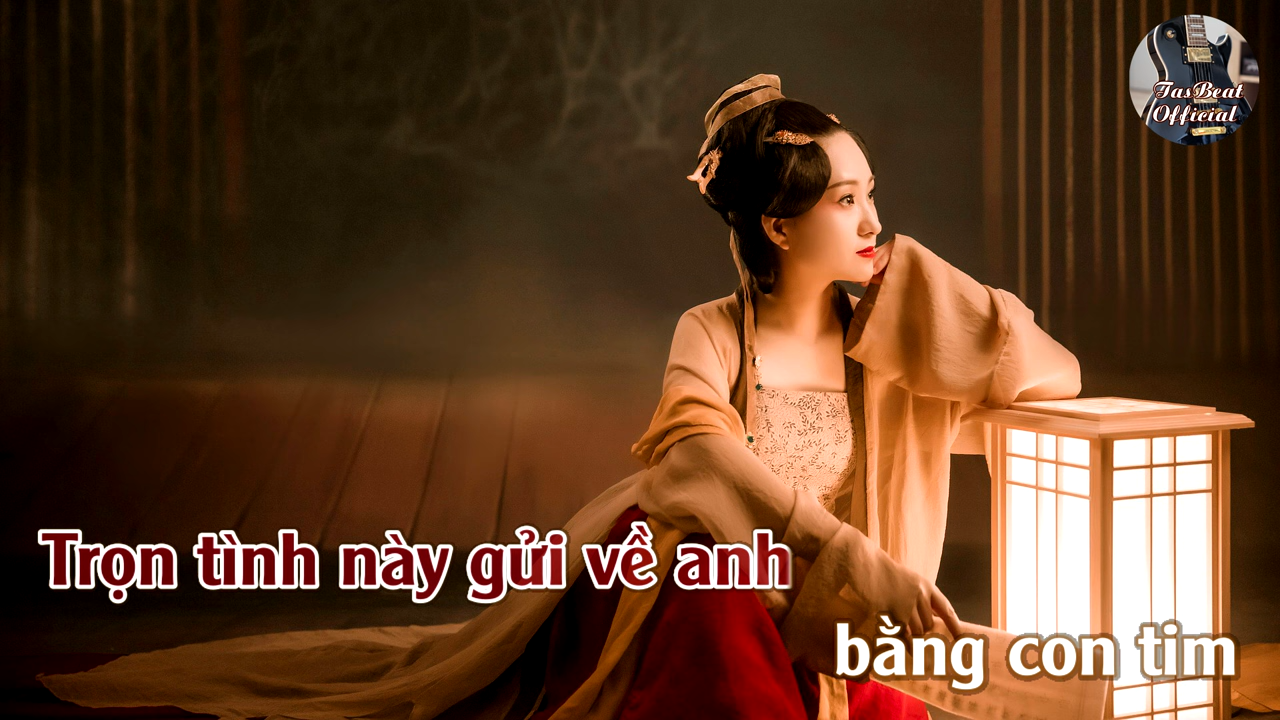 TasBeat
Official
Trọn tình này gửi về anh
bằng con tim